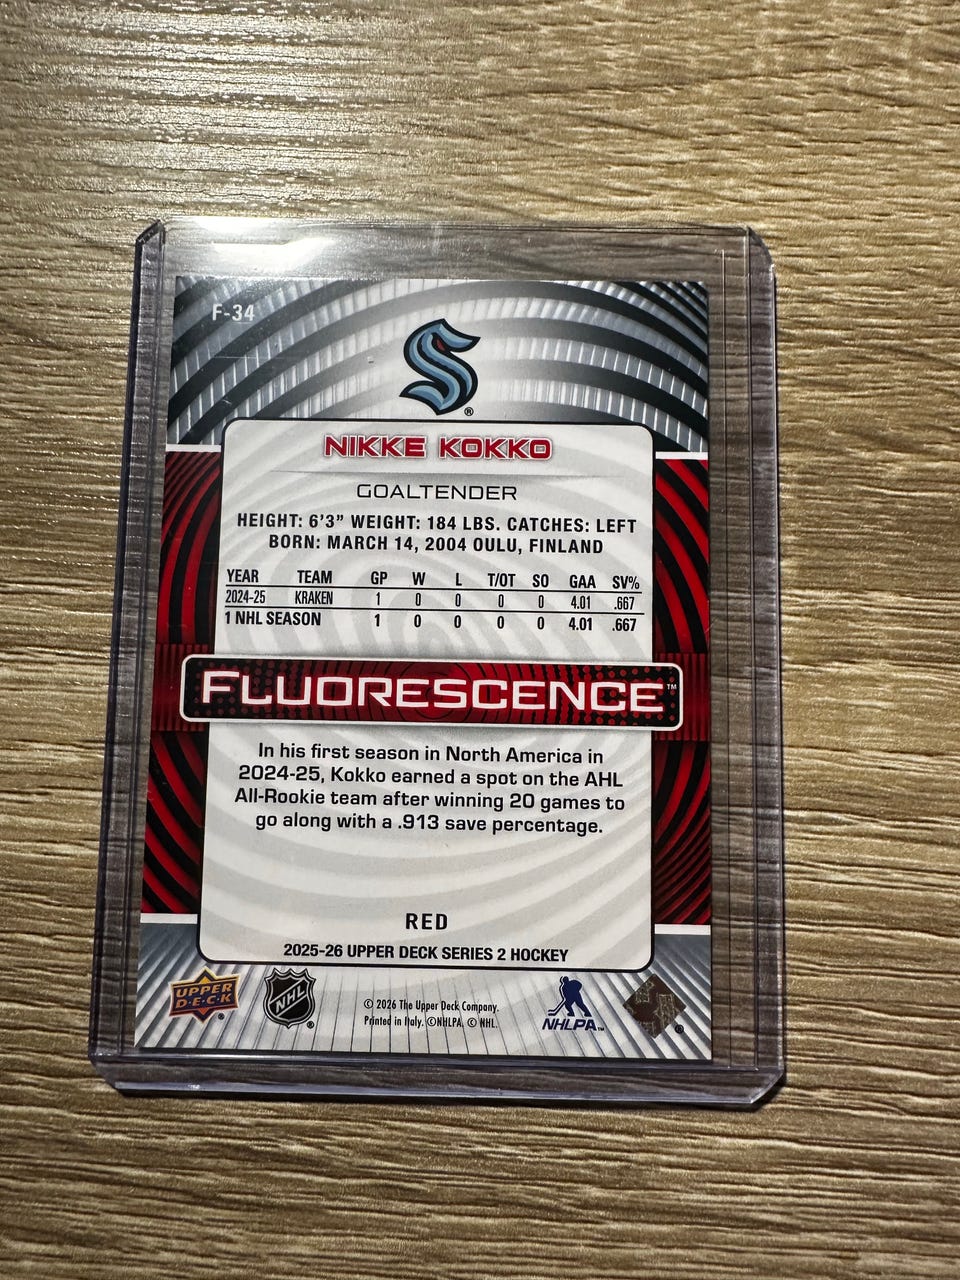 F-34
®
NIKKE KOKKO
GOALTENDER
HEIGHT: 6'3" WEIGHT: 184 LBS. CATCHES: LEFT
BORN: MARCH 14, 2004 OULU, FINLAND
YEAR TEAM GP W L T/OT SO GAA SV%
2024-25 KRAKEN 1 0 0 0 0 4.01 .667
1 NHL SEASON 1 0 0 0 0 4.01 .667
FLUORESCENCE™
In his first season in North America in
2024-25, Kokko earned a spot on the AHL
All-Rookie team after winning 20 games to
go along with a .913 save percentage.
RED
2025-26 UPPER DECK SERIES 2 HOCKEY
UPPER
DECK®
NHL®
© 2026 The Upper Deck Company.
Printed in Italy. ©NHLPA. © NHL.
NHLPA™
®